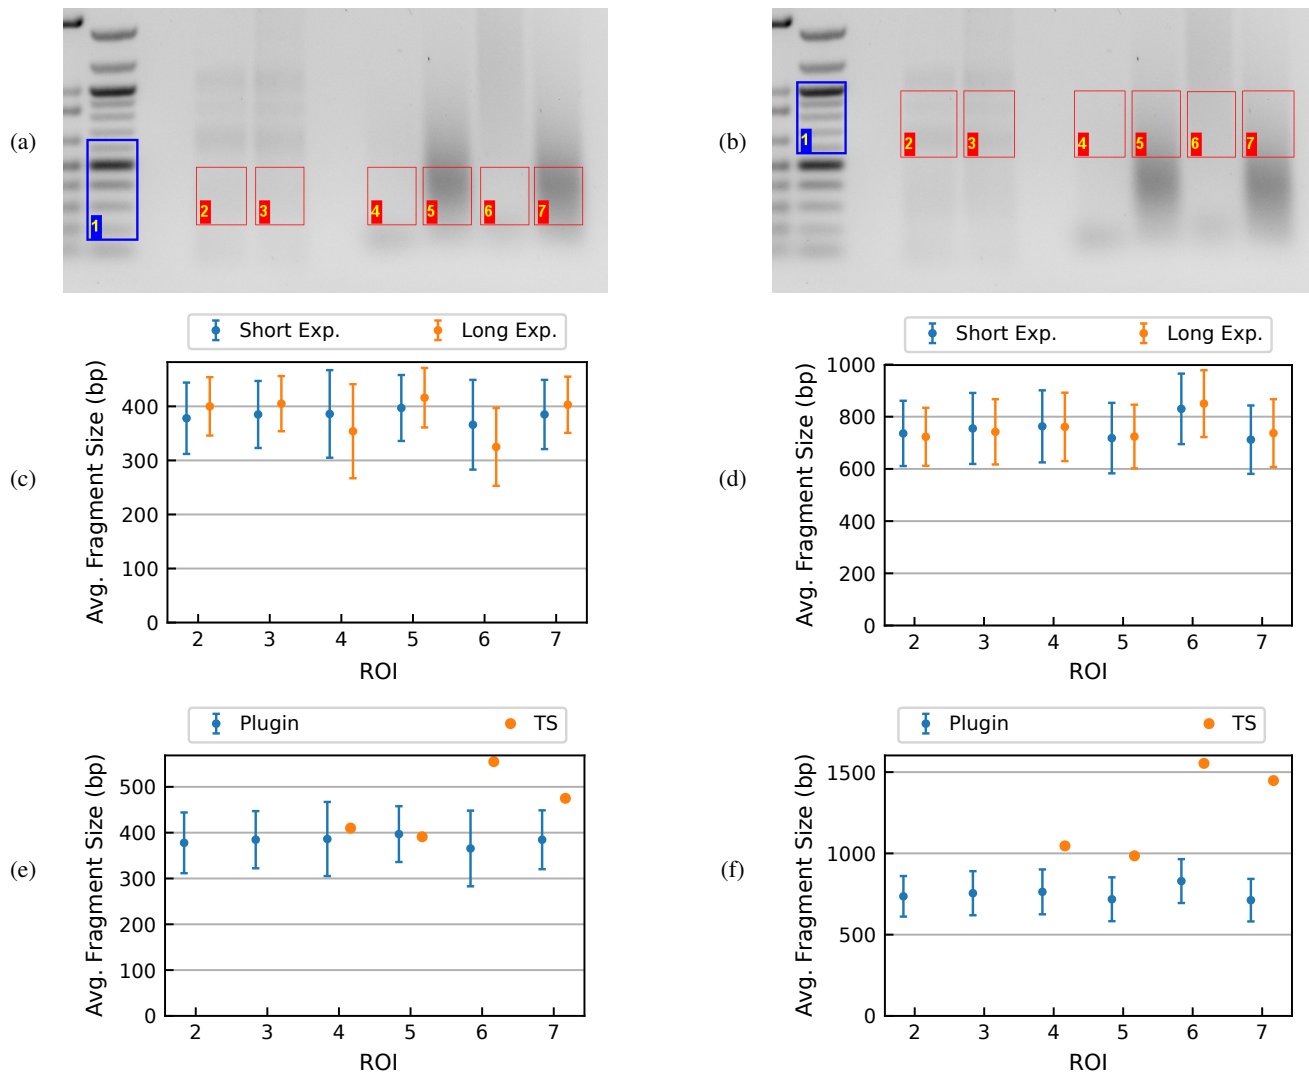 (a)
1
2
3
4
5
6
7
(b)
1
2
3
4
5
6
7
(c)
Short Exp.
Long Exp.
Avg. Fragment Size (bp)
400
300
200
100
0
2 3 4 5 6 7
ROI
(d)
Short Exp.
Long Exp.
Avg. Fragment Size (bp)
1000
800
600
400
200
0
2 3 4 5 6 7
ROI
(e)
Plugin
TS
Avg. Fragment Size (bp)
500
400
300
200
100
0
2 3 4 5 6 7
ROI
(f)
Plugin
TS
Avg. Fragment Size (bp)
1500
1000
500
0
2 3 4 5 6 7
ROI